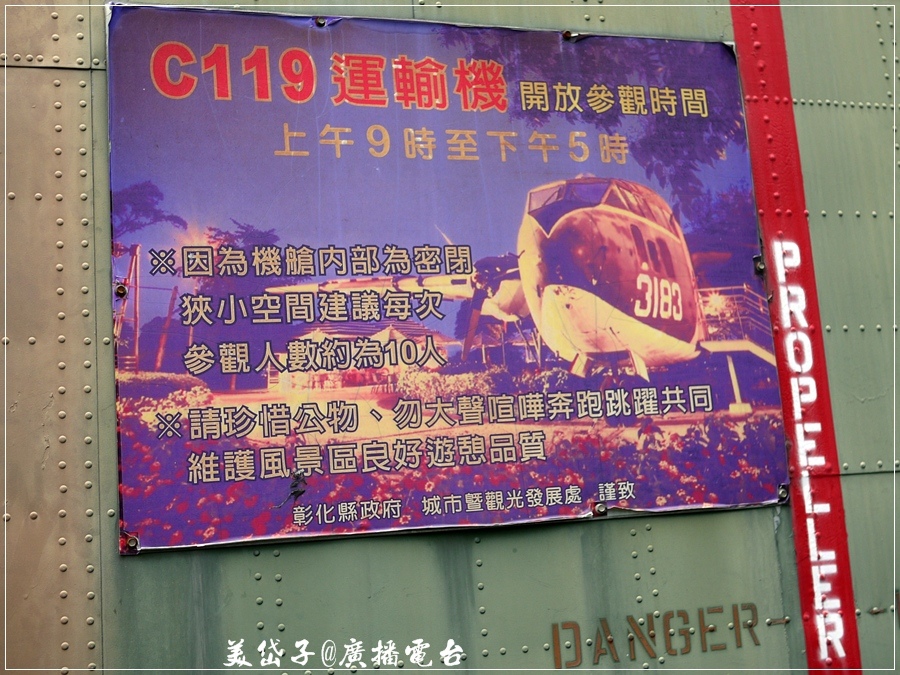 C119 運輸機 開放參觀時間
上午9時至下午5時
※因為機艙內部為密閉
狹小空間建議每次
參觀人數約為10人
※請珍惜公物、勿大聲喧嘩奔跑跳躍共同
維護風景區良好遊憩品質
彰化縣政府 城市暨觀光發展處 謹致
3183
PROPELLER
DANGER-
美岱子@廣播電台